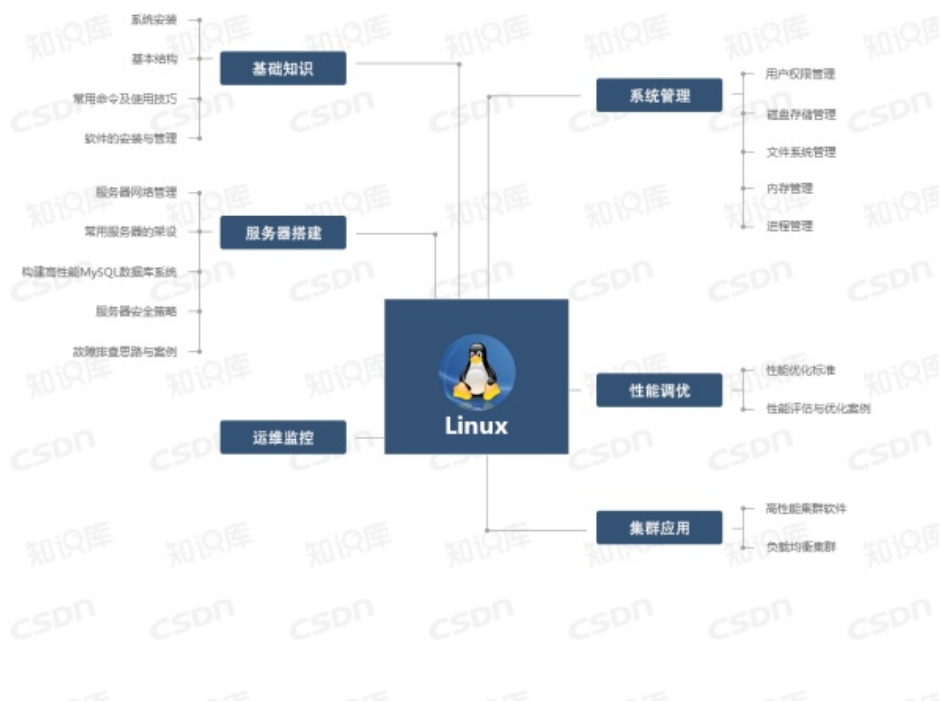 系统安装
基本结构
常用命令及使用技巧
软件的安装与管理
基础知识
服务器网络管理
常用服务器的架设
构建高性能MySQL数据库系统
服务器安全策略
故障排查思路与案例
服务器搭建
运维监控
Linux
系统管理
用户权限管理
磁盘存储管理
文件系统管理
内存管理
进程管理
性能调优
性能优化标准
性能评估与优化案例
集群应用
高性能集群软件
负载均衡集群
知识库
CSDN